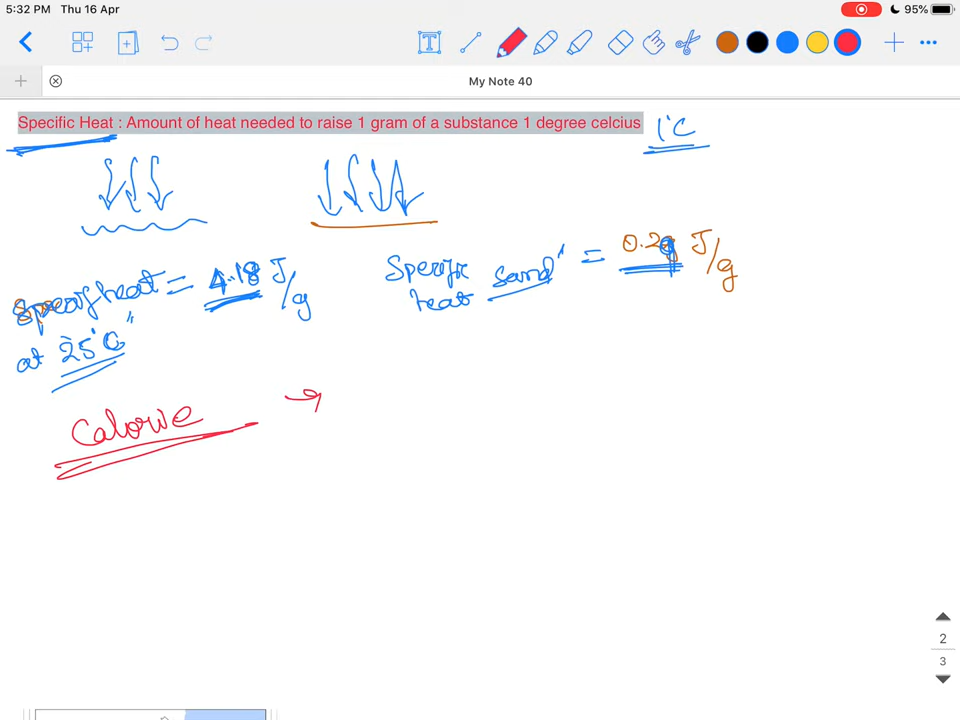 5:32 PM Thu 16 Apr
95%
T
My Note 40
Specific Heat : Amount of heat needed to raise 1 gram of a substance 1 degree celcius
1°C
heat = 4.18 J/g
at 25°C
Specific heat sand =
J/g
Calorie →
2
3